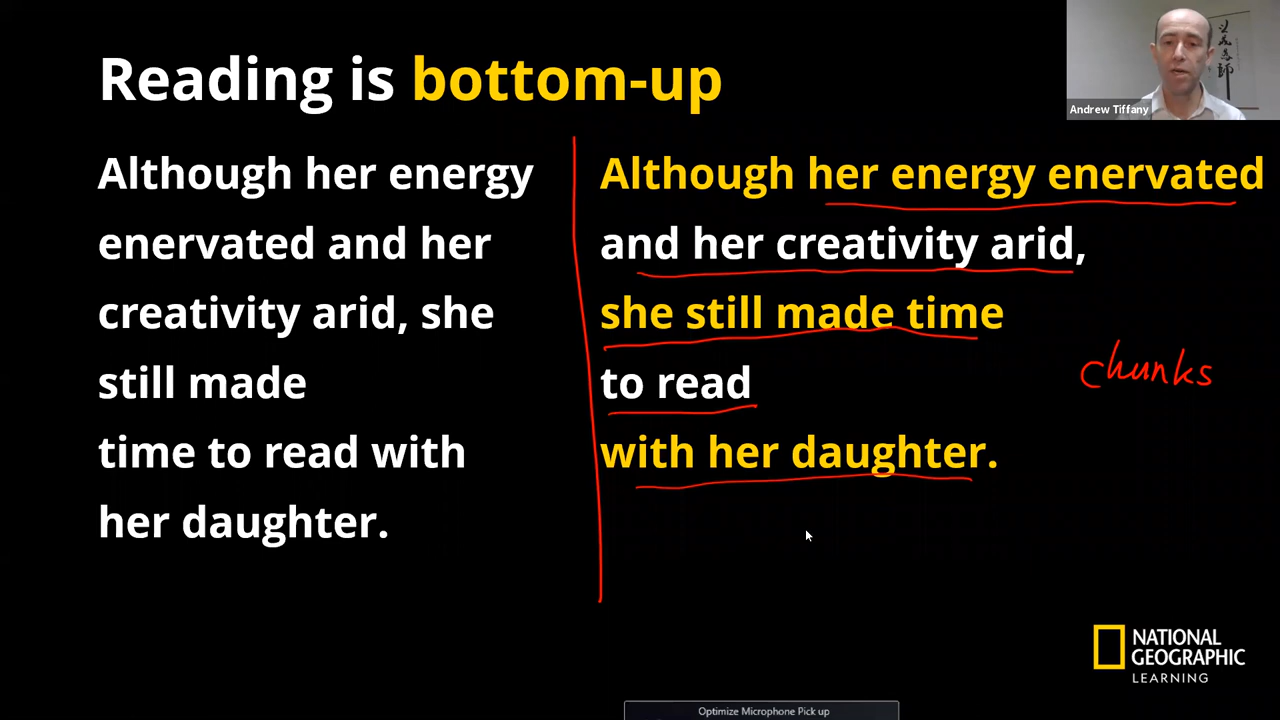 Reading is bottom-up
Andrew Tiffany
Although her energy
enervated and her
creativity arid, she
still made
time to read with
her daughter.
Although her energy enervated
and her creativity arid,
she still made time
to read
with her daughter.
chunks
NATIONAL
GEOGRAPHIC
LEARNING
Optimize Microphone Pick up